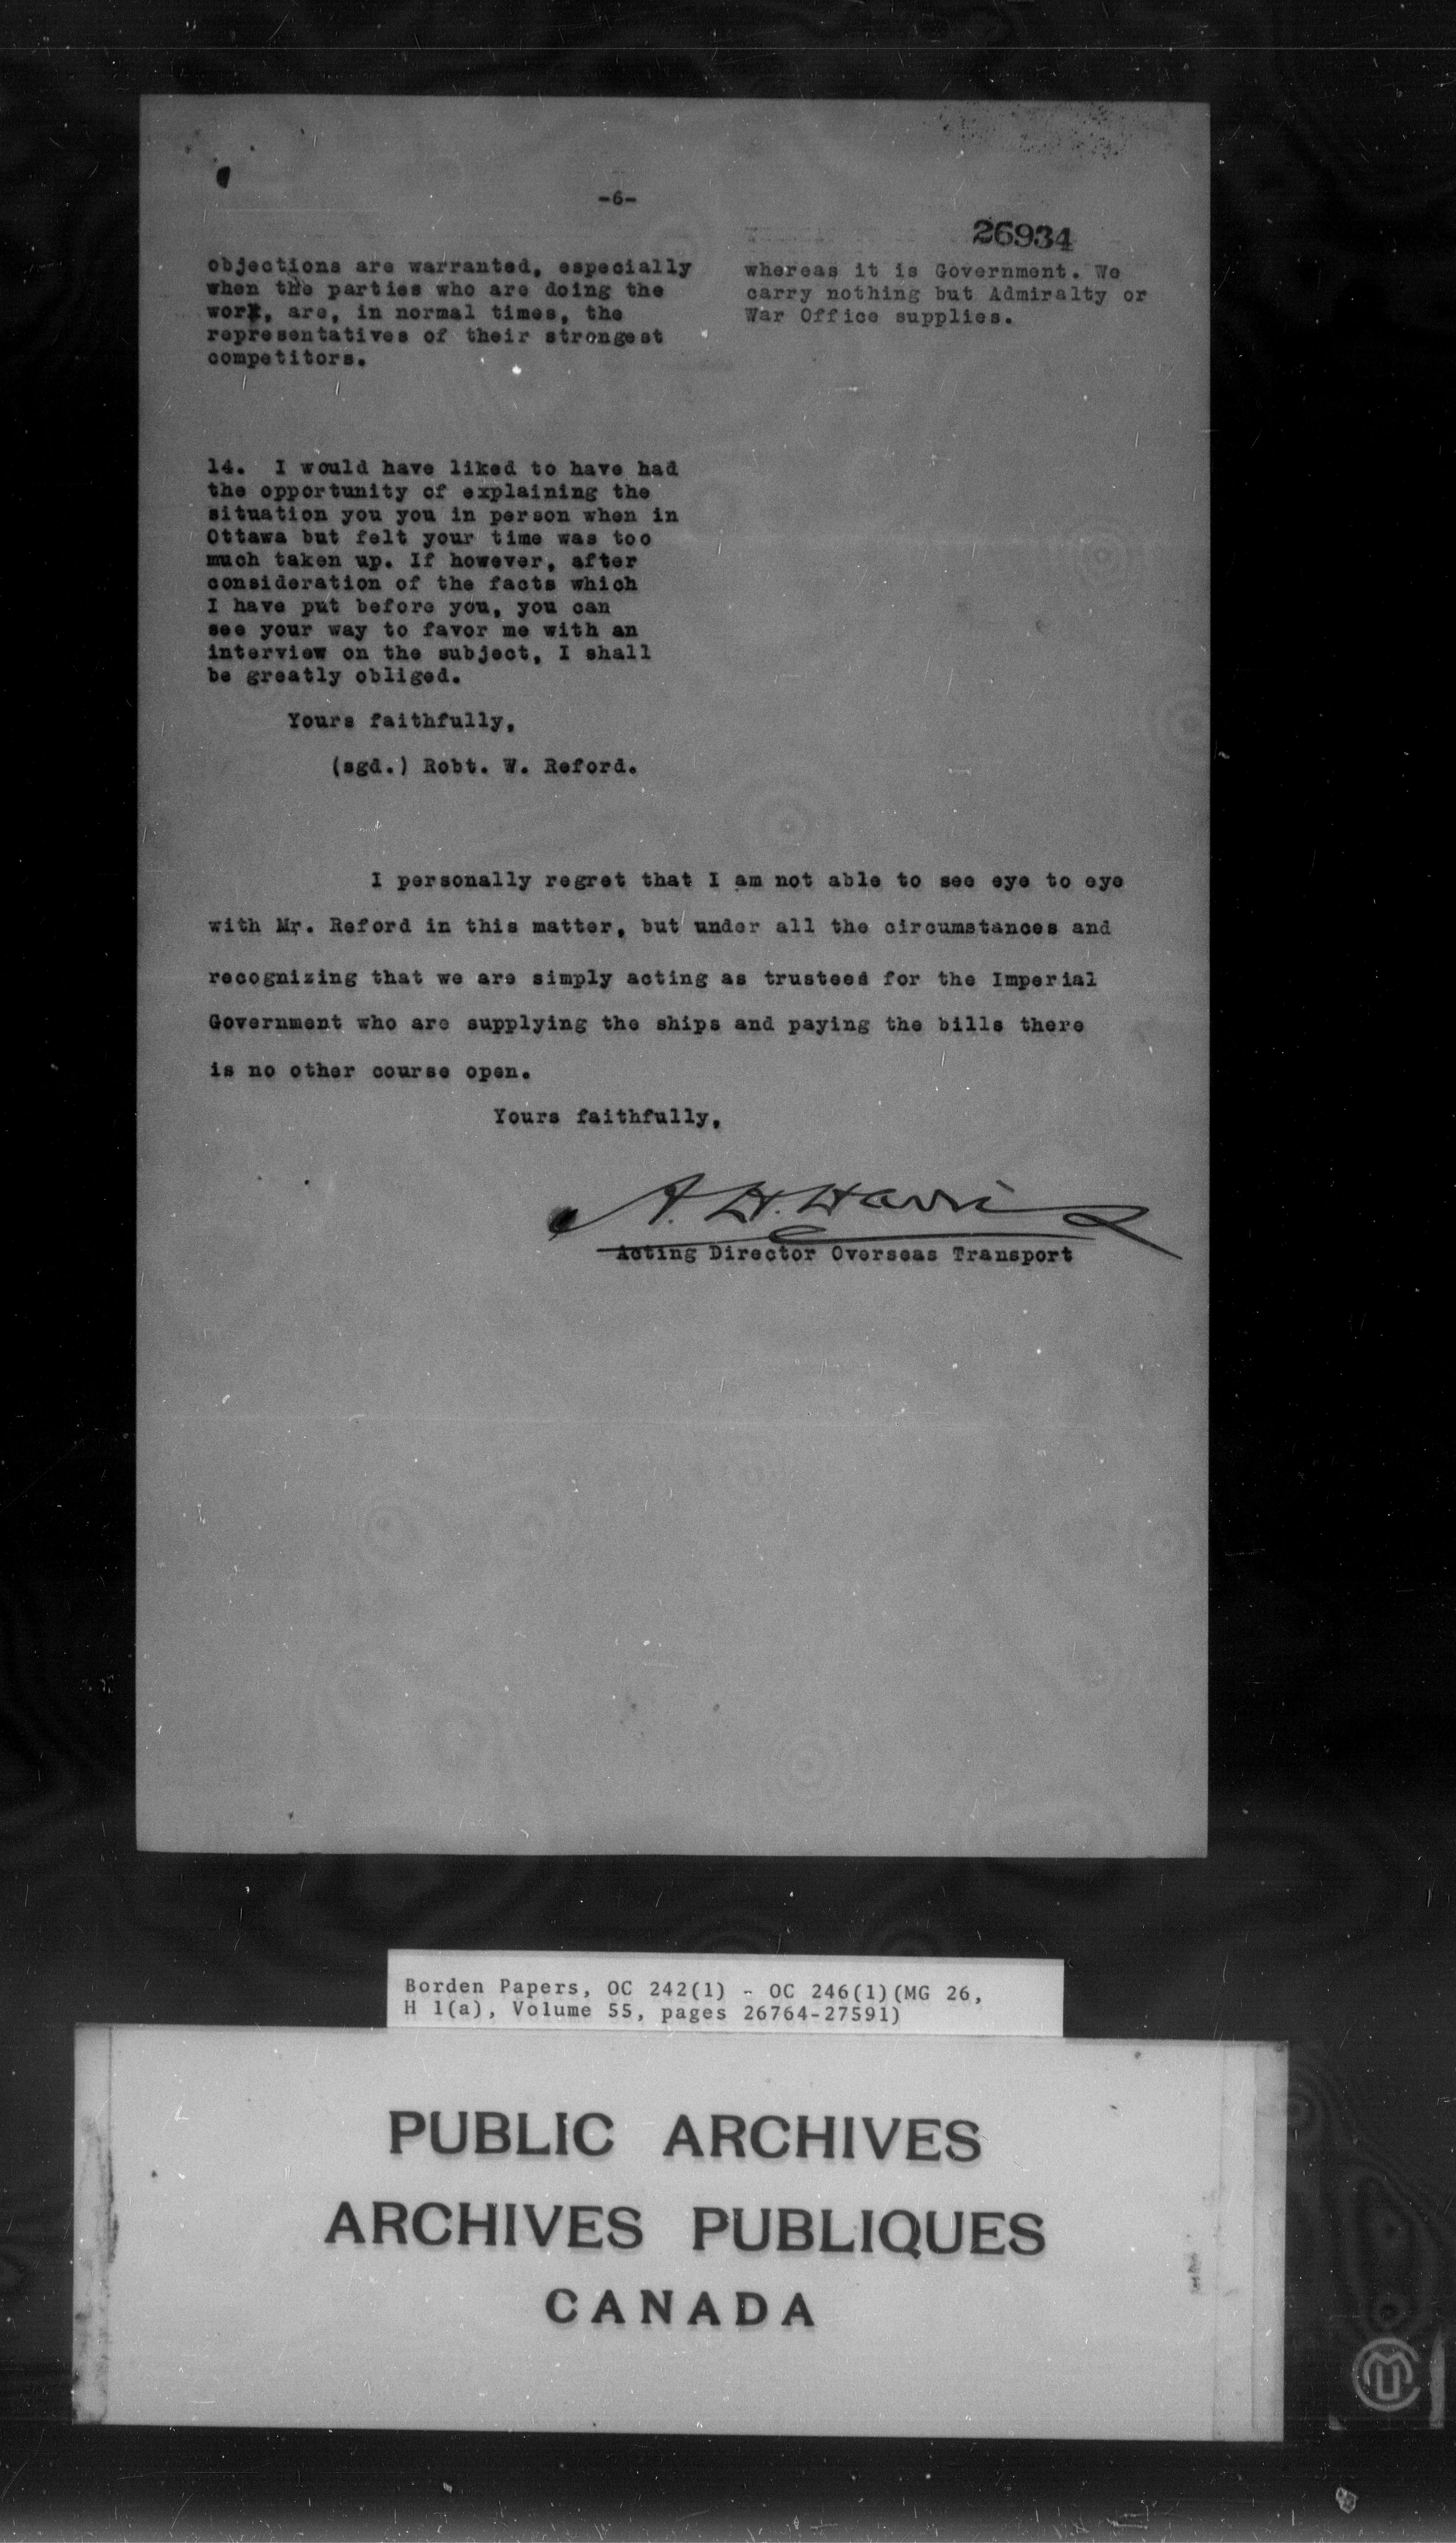 -6-
26934
objections are warranted, especially
when the parties who are doing the
work, are, in normal times, the
representatives of their strongest
competitors.
whereas it is Government. We
carry nothing but Admiralty or
War Office supplies.
14. I would have liked to have had
the opportunity of explaining the
situation you you in person when in
Ottawa but felt your time was too
much taken up. If however, after
consideration of the facts which
I have put before you, you can
see your way to favor me with an
interview on the subject, I shall
be greatly obliged.
Yours faithfully,
(sgd.) Robt. W. Reford.
I personally regret that I am not able to see eye to eye
with Mr. Reford in this matter, but under all the circumstances and
recognizing that we are simply acting as trustees for the Imperial
Government who are supplying the ships and paying the bills there
is no other course open.
Yours faithfully,
A. H. Harris
Acting Director Overseas Transport
Borden Papers, OC 242(1) - OC 246(1)(MG 26,
H 1(a), Volume 55, pages 26764-27591)
PUBLIC ARCHIVES
ARCHIVES PUBLIQUES
CANADA